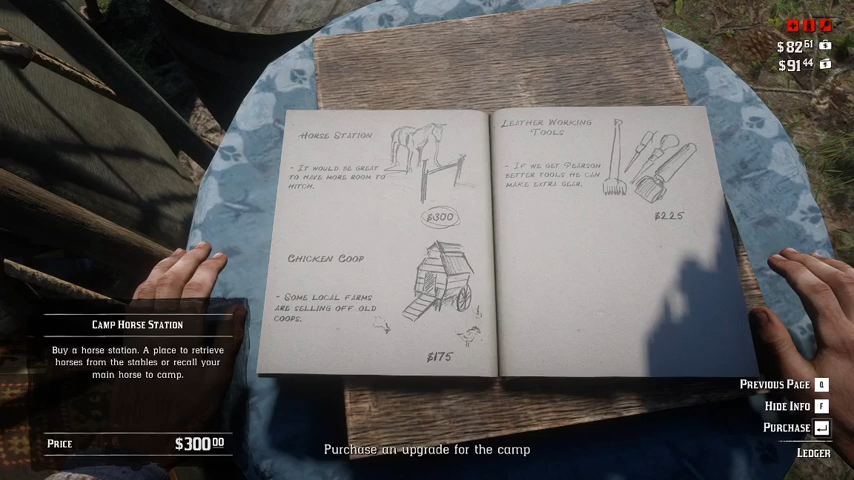 $82 61
$91 44
HORSE STATION
- IT WOULD BE GREAT
TO HAVE MORE ROOM TO
HITCH.
$300
CHICKEN COOP
- SOME LOCAL FARMS
ARE SELLING OFF OLD
COOPS.
$175
LEATHER WORKING
TOOLS
- IF WE GET PEARSON
BETTER TOOLS HE CAN
MAKE EXTRA GEAR.
$225
CAMP HORSE STATION
Buy a horse station. A place to retrieve
horses from the stables or recall your
main horse to camp.
PRICE $300 00
Purchase an upgrade for the camp
PREVIOUS PAGE Q
HIDE INFO F
PURCHASE
LEDGER